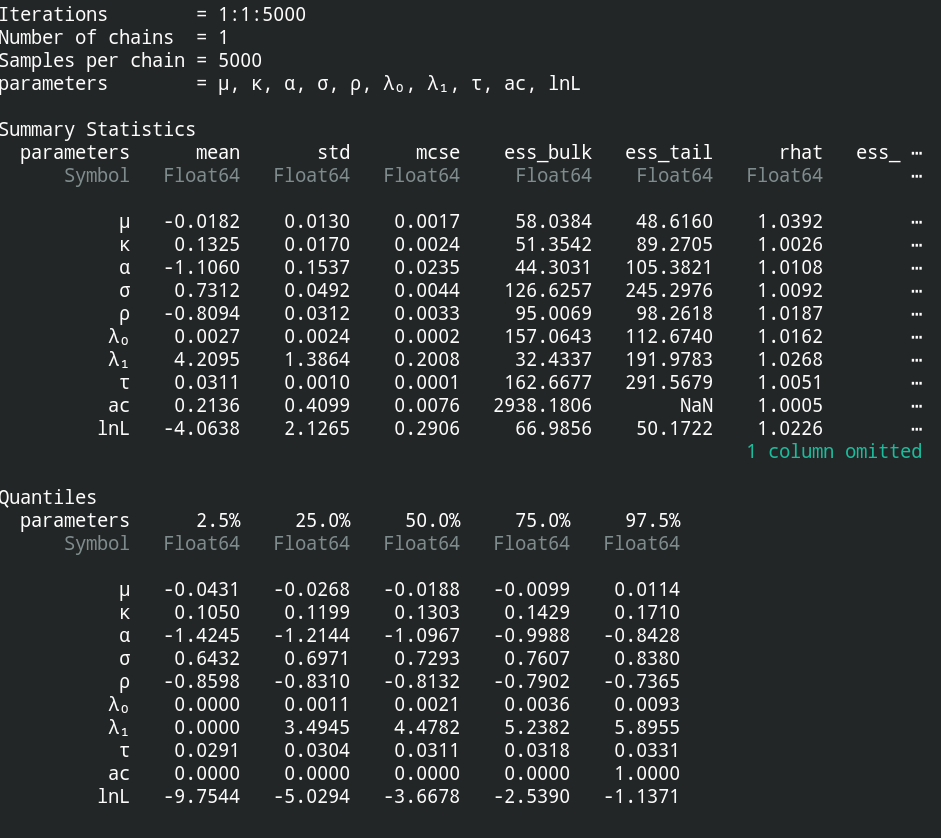 Iterations        = 1:1:5000
Number of chains  = 1
Samples per chain = 5000
parameters        = μ, κ, α, σ, ρ, λ₀, λ₁, τ, ac, lnL
Summary Statistics
  parameters      mean       std      mcse    ess_bulk   ess_tail      rhat   ess_ ⋯
      Symbol   Float64   Float64   Float64     Float64    Float64   Float64        ⋯
           μ   -0.0182    0.0130    0.0017     58.0384    48.6160    1.0392        ⋯
           κ    0.1325    0.0170    0.0024     51.3542    89.2705    1.0026        ⋯
           α   -1.1060    0.1537    0.0235     44.3031   105.3821    1.0108        ⋯
           σ    0.7312    0.0492    0.0044    126.6257   245.2976    1.0092        ⋯
           ρ   -0.8094    0.0312    0.0033     95.0069    98.2618    1.0187        ⋯
          λ₀    0.0027    0.0024    0.0002    157.0643   112.6740    1.0162        ⋯
          λ₁    4.2095    1.3864    0.2008     32.4337   191.9783    1.0268        ⋯
           τ    0.0311    0.0010    0.0001    162.6677   291.5679    1.0051        ⋯
          ac    0.2136    0.4099    0.0076   2938.1806        NaN    1.0005        ⋯
         lnL   -4.0638    2.1265    0.2906     66.9856    50.1722    1.0226        ⋯
                                                                    1 column omitted
Quantiles
  parameters      2.5%     25.0%     50.0%     75.0%     97.5%
      Symbol   Float64   Float64   Float64   Float64   Float64
           μ   -0.0431   -0.0268   -0.0188   -0.0099    0.0114
           κ    0.1050    0.1199    0.1303    0.1429    0.1710
           α   -1.4245   -1.2144   -1.0967   -0.9988   -0.8428
           σ    0.6432    0.6971    0.7293    0.7607    0.8380
           ρ   -0.8598   -0.8310   -0.8132   -0.7902   -0.7365
          λ₀    0.0000    0.0011    0.0021    0.0036    0.0093
          λ₁    0.0000    3.4945    4.4782    5.2382    5.8955
           τ    0.0291    0.0304    0.0311    0.0318    0.0331
          ac    0.0000    0.0000    0.0000    0.0000    1.0000
         lnL   -9.7544   -5.0294   -3.6678   -2.5390   -1.1371